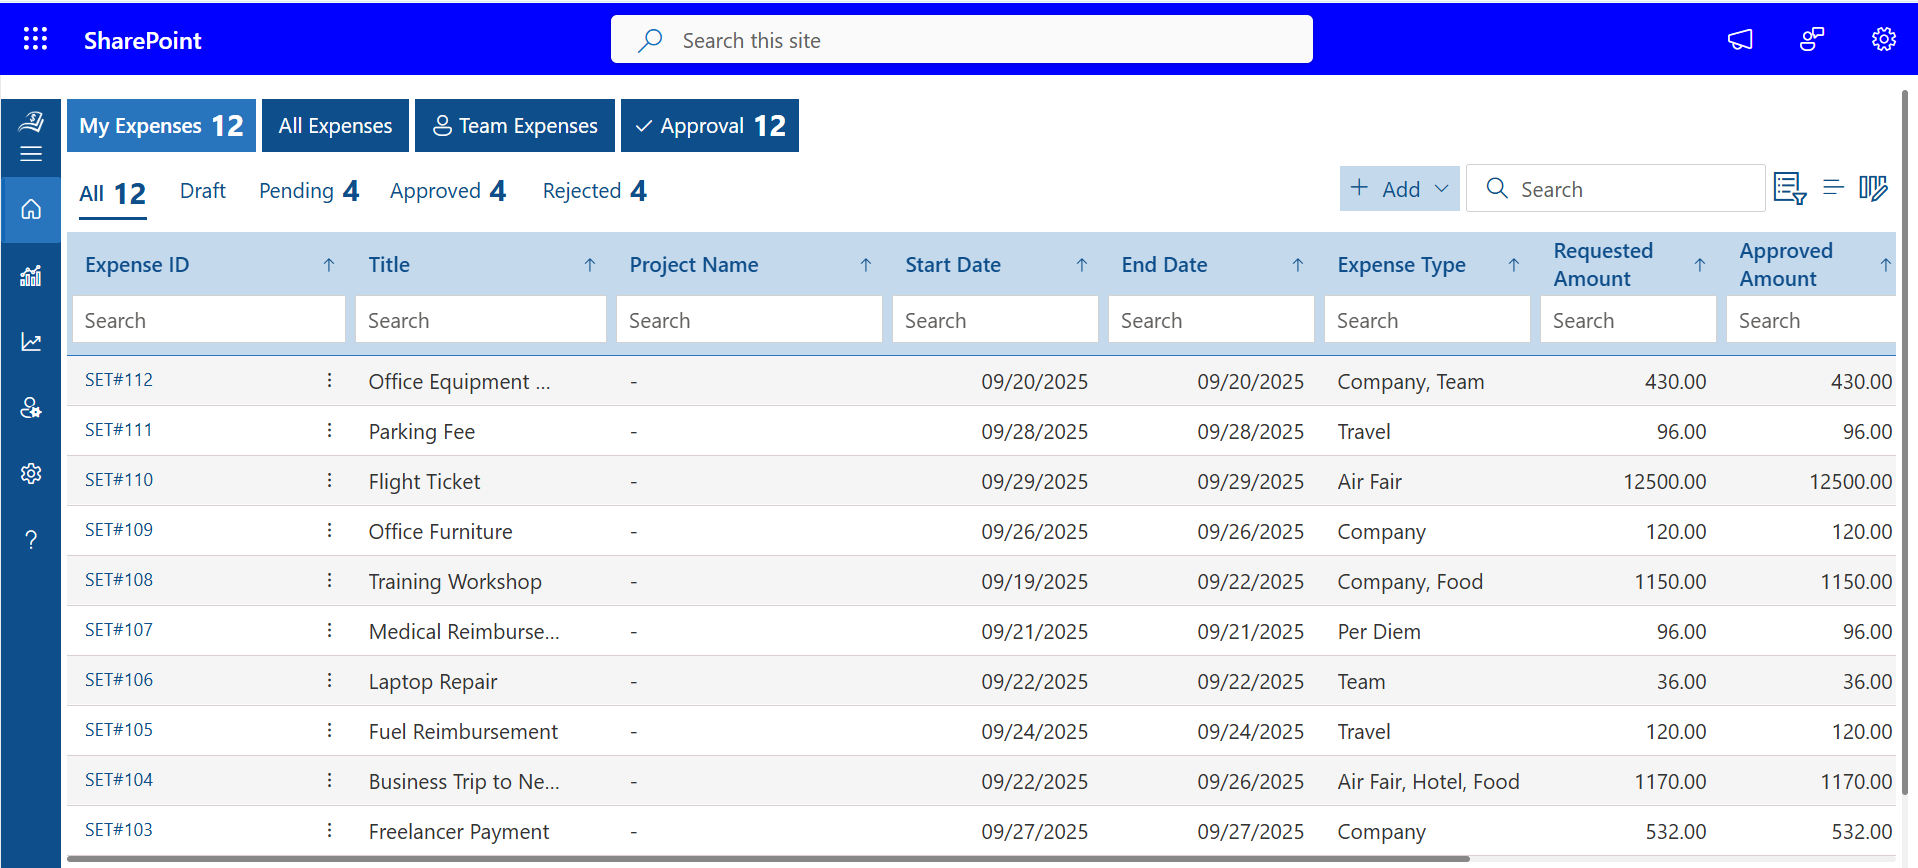 SharePoint
Search this site
My Expenses 12
All Expenses
Team Expenses
Approval 12
All 12
Draft
Pending 4
Approved 4
Rejected 4
Add
Search
Expense ID Title Project Name Start Date End Date Expense Type Requested Amount Approved Amount
Search Search Search Search Search Search Search Search
SET#112 Office Equipment ... - 09/20/2025 09/20/2025 Company, Team 430.00 430.00
SET#111 Parking Fee - 09/28/2025 09/28/2025 Travel 96.00 96.00
SET#110 Flight Ticket - 09/29/2025 09/29/2025 Air Fair 12500.00 12500.00
SET#109 Office Furniture - 09/26/2025 09/26/2025 Company 120.00 120.00
SET#108 Training Workshop - 09/19/2025 09/22/2025 Company, Food 1150.00 1150.00
SET#107 Medical Reimburse... - 09/21/2025 09/21/2025 Per Diem 96.00 96.00
SET#106 Laptop Repair - 09/22/2025 09/22/2025 Team 36.00 36.00
SET#105 Fuel Reimbursement - 09/24/2025 09/24/2025 Travel 120.00 120.00
SET#104 Business Trip to Ne... - 09/22/2025 09/26/2025 Air Fair, Hotel, Food 1170.00 1170.00
SET#103 Freelancer Payment - 09/27/2025 09/27/2025 Company 532.00 532.00